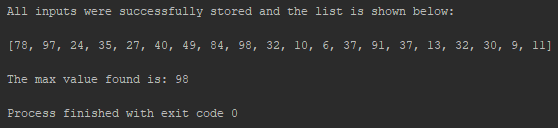 All inputs were successfully stored and the list is shown below:
[78, 97, 24, 35, 27, 40, 49, 84, 98, 32, 10, 6, 37, 91, 37, 13, 32, 30, 9, 11]
The max value found is: 98
Process finished with exit code 0